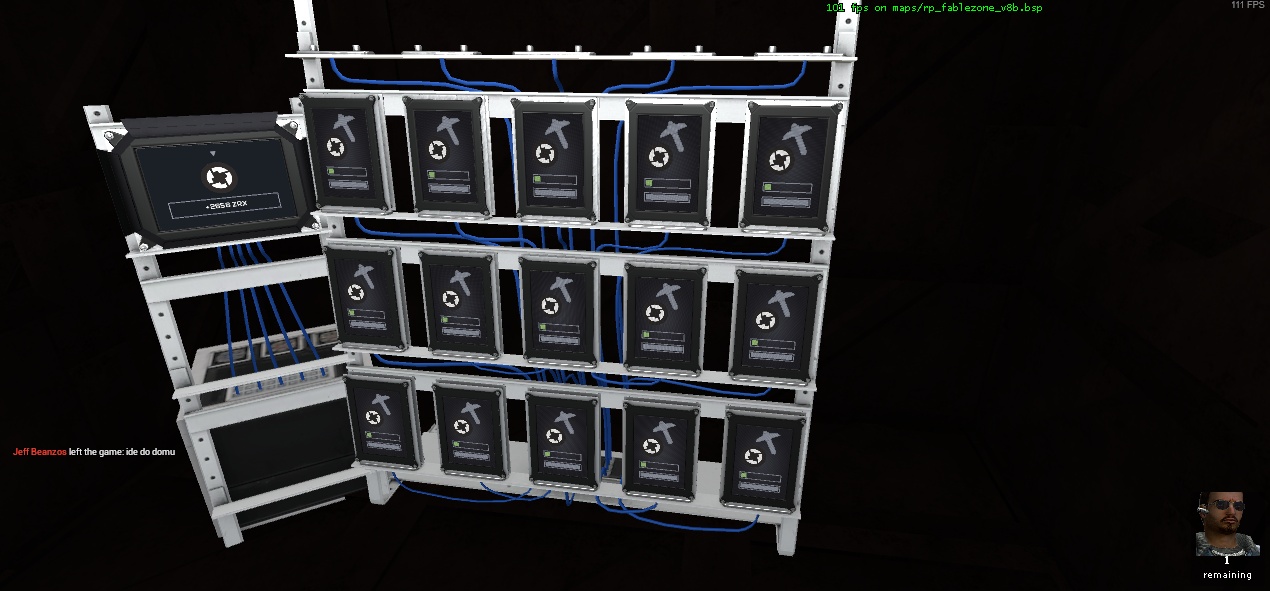 101 fps on maps/rp_fablezone_v8b.bsp
111 FPS
+2858 ZRX
Jeff Beanzos left the game: ide do domu
1
remaining